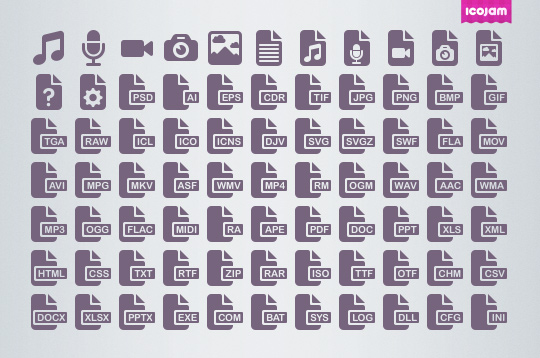 ICOJAM
?
PSD AI EPS CDR TIF JPG PNG BMP GIF
TGA RAW ICL ICO ICNS DJV SVG SVGZ SWF FLA MOV
AVI MPG MKV ASF WMV MP4 RM OGM WAV AAC WMA
MP3 OGG FLAC MIDI RA APE PDF DOC PPT XLS XML
HTML CSS TXT RTF ZIP RAR ISO TTF OTF CHM CSV
DOCX XLSX PPTX EXE COM BAT SYS LOG DLL CFG INI